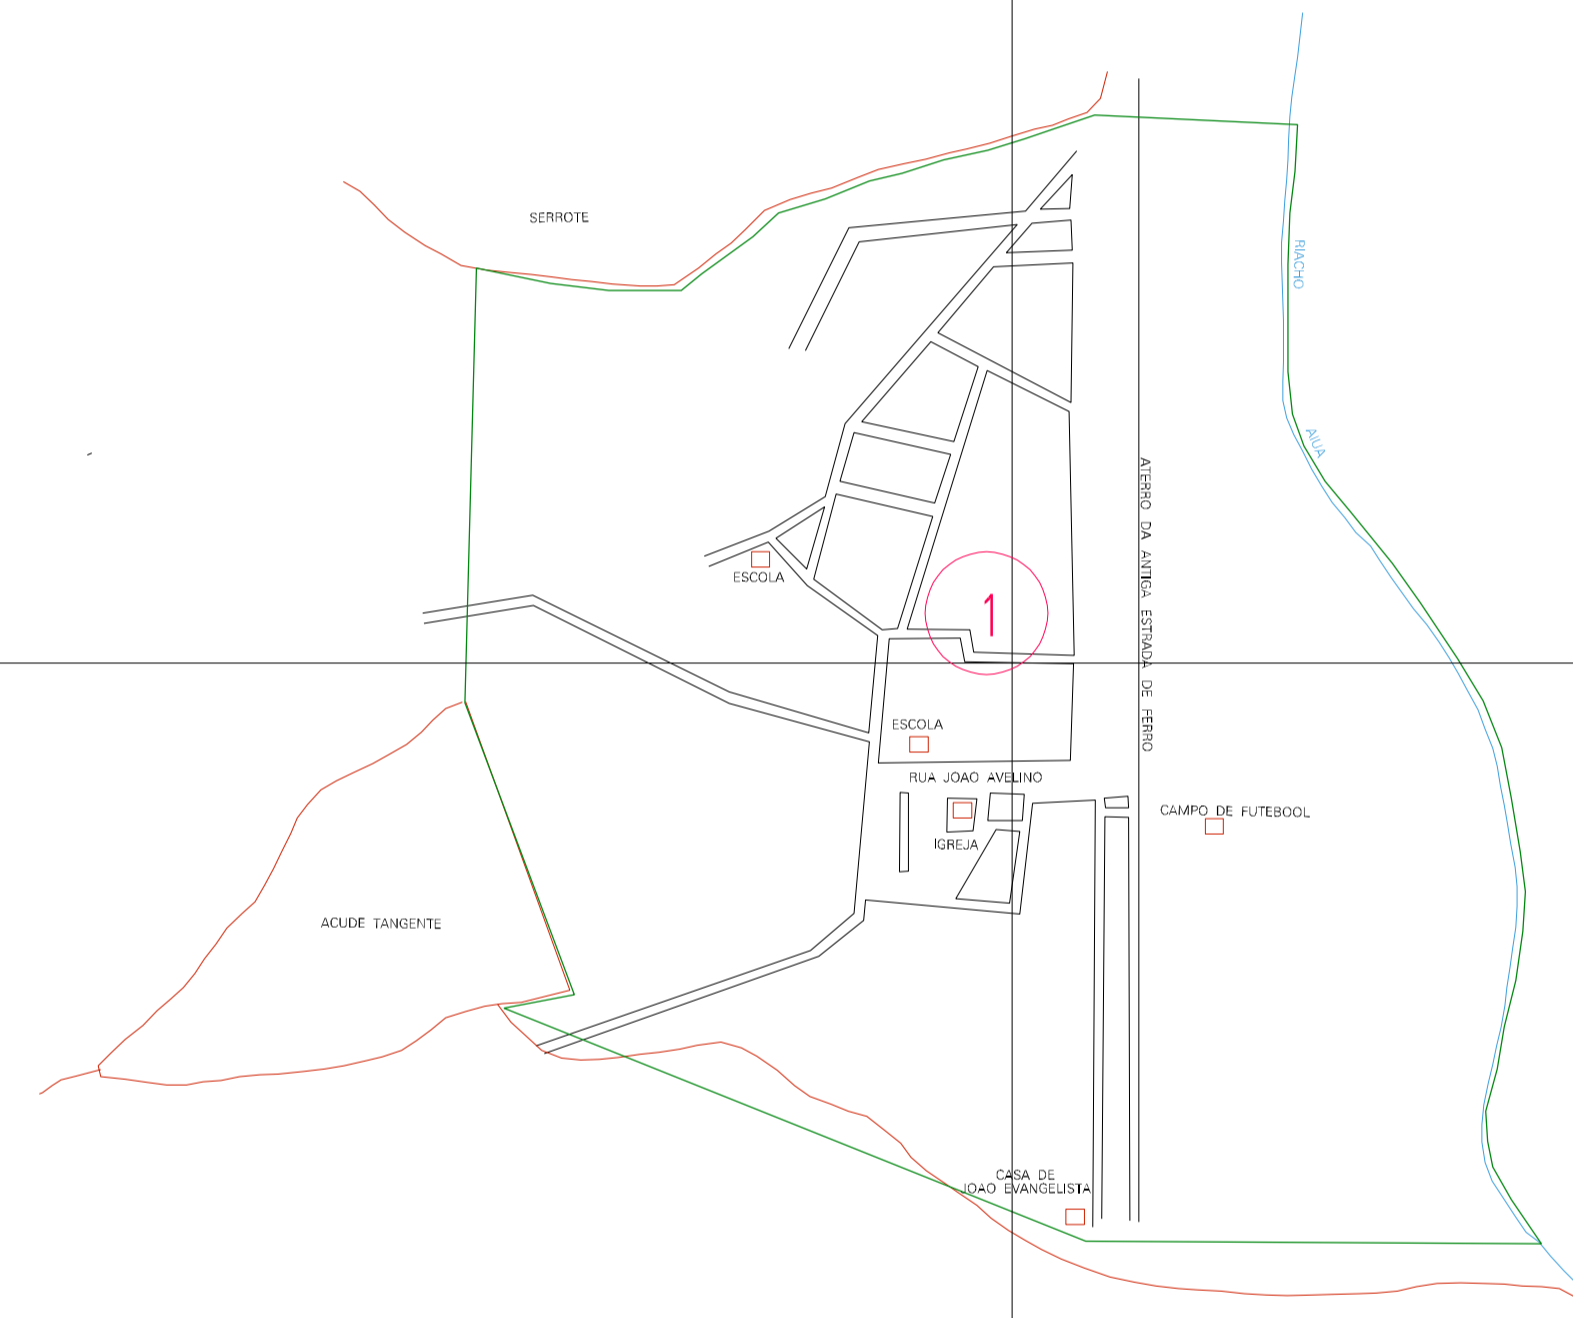 SERROTE
RIACHO
AIUA
ATERRO DA ANTIGA ESTRADA DE FERRO
ESCOLA
1
ESCOLA
RUA JOAO AVELINO
CAMPO DE FUTEBOOL
IGREJA
ACUDE TANGENTE
CASA DE
JOAO EVANGELISTA